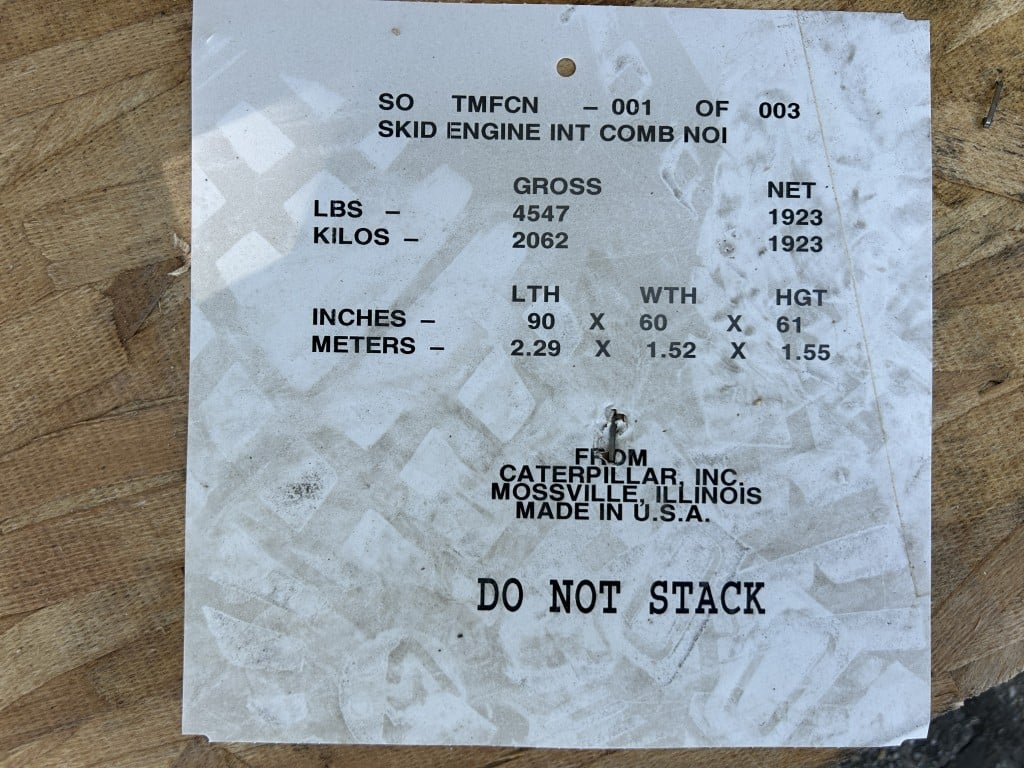 SO TMFCN – 001 OF 003
SKID ENGINE INT COMB NOI
GROSS NET
LBS – 4547 1923
KILOS – 2062 1923
LTH WTH HGT
INCHES – 90 X 60 X 61
METERS – 2.29 X 1.52 X 1.55
FROM
CATERPILLAR, INC.
MOSSVILLE, ILLINOIS
MADE IN U.S.A.
DO NOT STACK